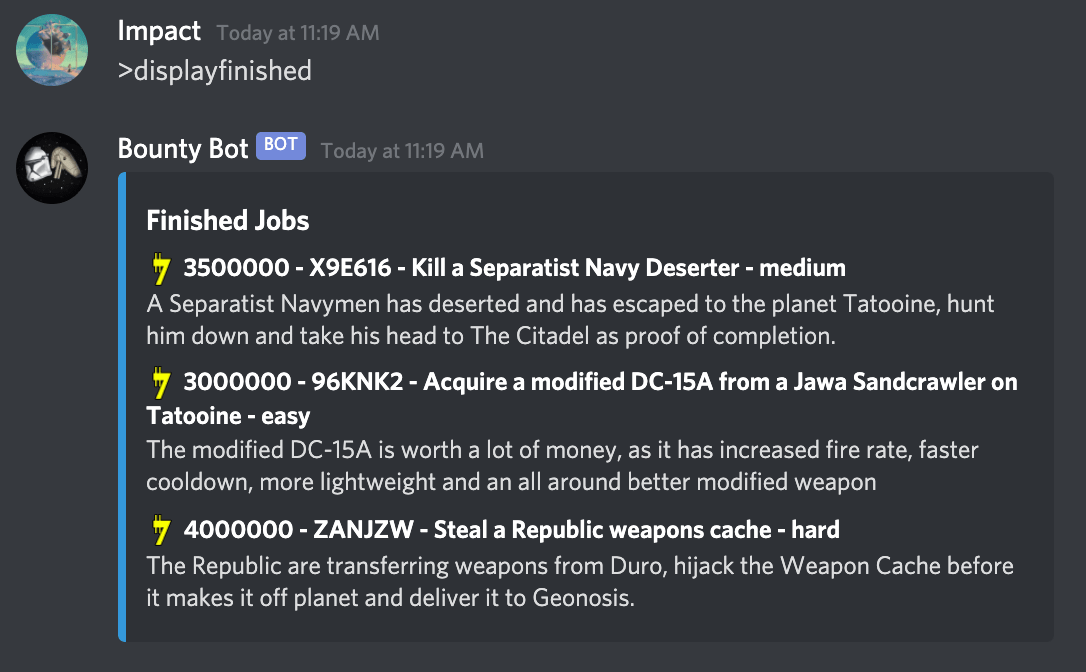 Impact Today at 11:19 AM
>displayfinished
Bounty Bot BOT Today at 11:19 AM
Finished Jobs
3500000 - X9E616 - Kill a Separatist Navy Deserter - medium
A Separatist Navymen has deserted and has escaped to the planet Tatooine, hunt
him down and take his head to The Citadel as proof of completion.
3000000 - 96KNK2 - Acquire a modified DC-15A from a Jawa Sandcrawler on
Tatooine - easy
The modified DC-15A is worth a lot of money, as it has increased fire rate, faster
cooldown, more lightweight and an all around better modified weapon
4000000 - ZANJZW - Steal a Republic weapons cache - hard
The Republic are transferring weapons from Duro, hijack the Weapon Cache before
it makes it off planet and deliver it to Geonosis.